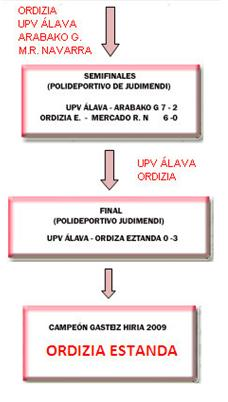 ORDIZIA
UPV ÁLAVA
ARABAKO G.
M.R. NAVARRA
SEMIFINALES
(POLIDEPORTIVO DE JUDIMENDI)
UPV ÁLAVA - ARABAKO G 7 - 2
ORDIZIA E. - MERCADO R. N 6 -0
UPV ÁLAVA
ORDIZIA
FINAL
(POLIDEPORTIVO JUDIMENDI)
UPV ÁLAVA - ORDIZA EZTANDA 0 -3
CAMPEÓN GASTEIZ HIRIA 2009
ORDIZIA ESTANDA